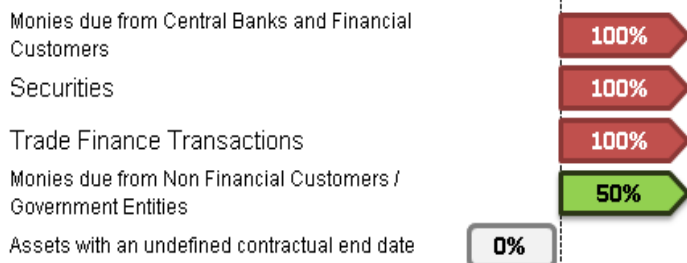 Monies due from Central Banks and Financial
Customers
100%
Securities
100%
Trade Finance Transactions
100%
Monies due from Non Financial Customers /
Government Entities
50%
Assets with an undefined contractual end date
0%